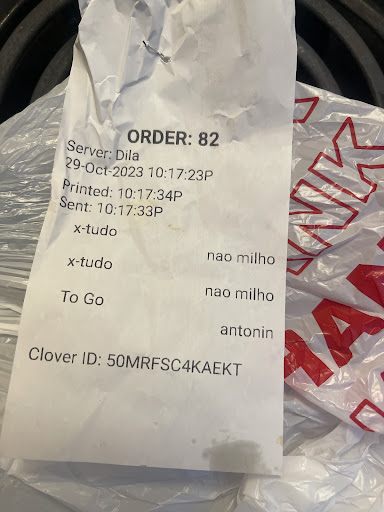 ORDER: 82
Server: Dila
29-Oct-2023 10:17:23P
Printed: 10:17:34P
Sent: 10:17:33P
x-tudo
nao milho
x-tudo
nao milho
To Go
antonin
Clover ID: 50MRFSC4KAEKT